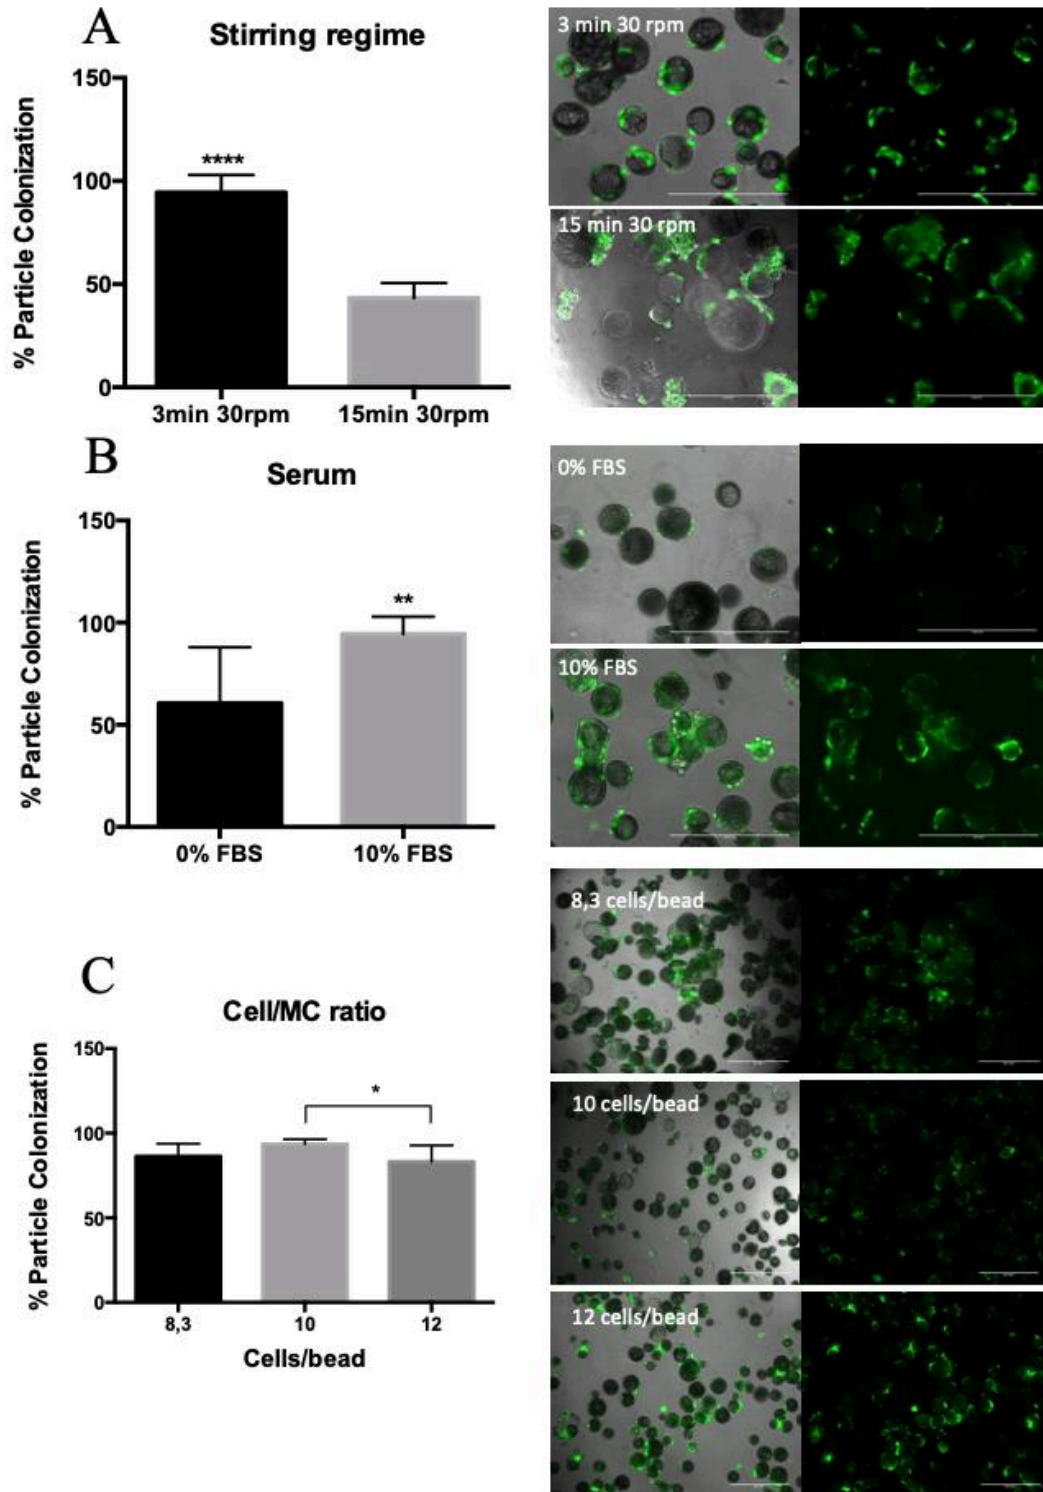 A
Stirring regime
% Particle Colonization
150
100
50
0
****
3min 30rpm
15min 30rpm
3 min 30 rpm
15 min 30 rpm
B
Serum
% Particle Colonization
150
100
50
0
**
0% FBS
10% FBS
0% FBS
10% FBS
C
Cell/MC ratio
% Particle Colonization
150
100
50
0
*
8,3
10
12
Cells/bead
8,3 cells/bead
10 cells/bead
12 cells/bead